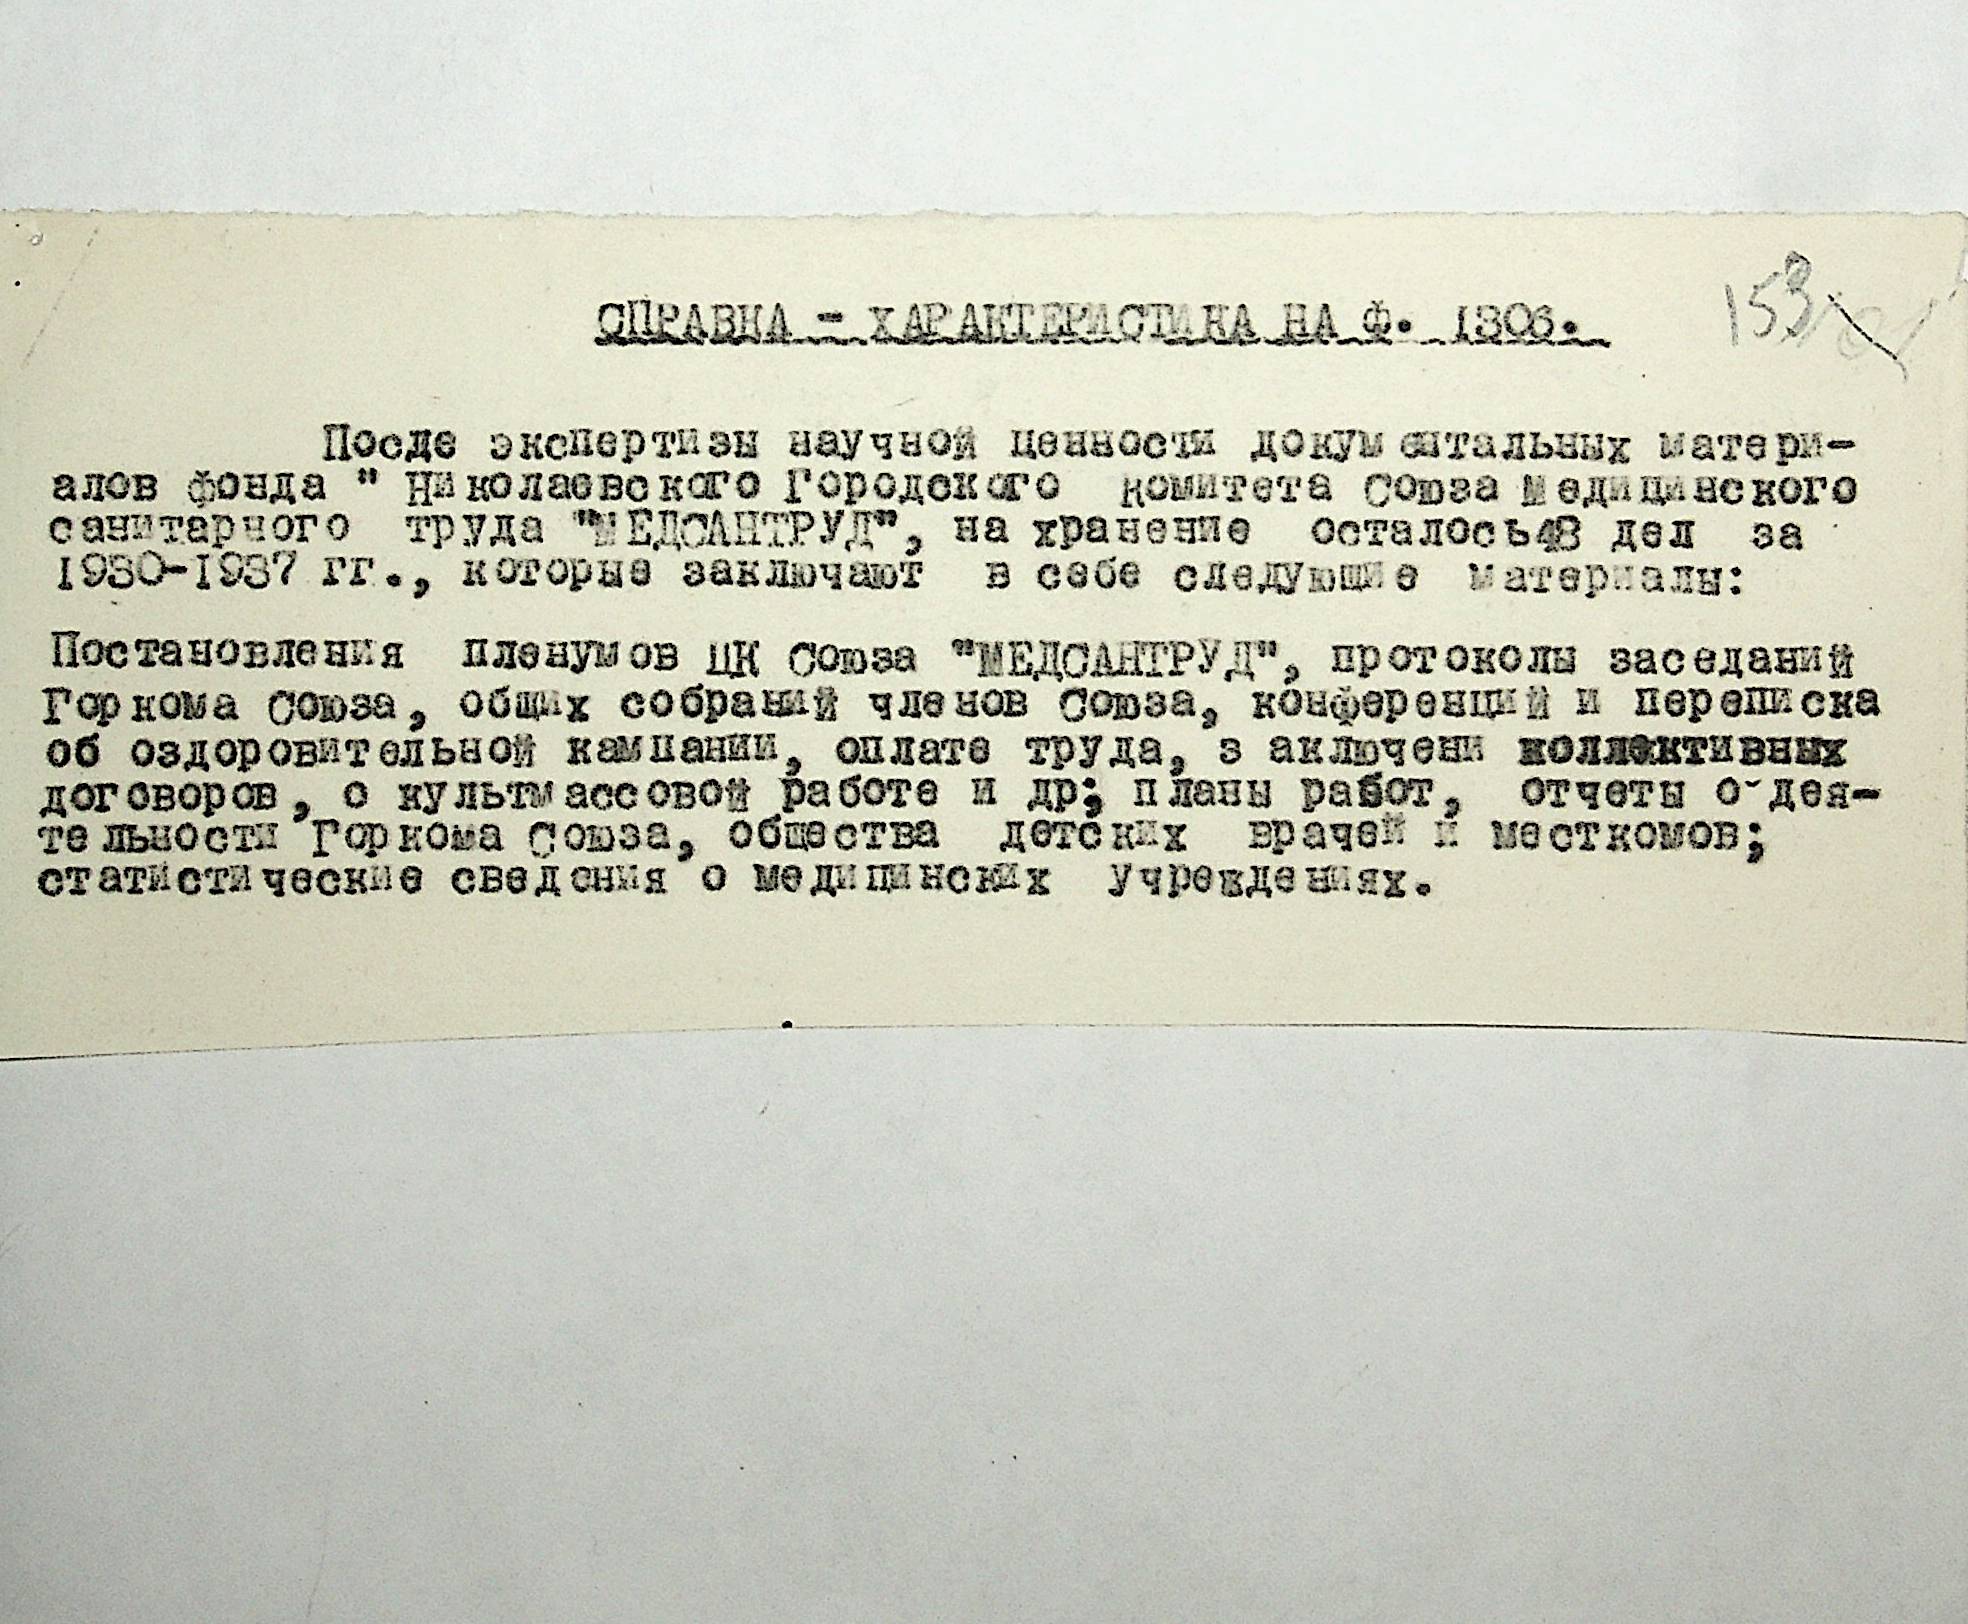 153
СПРАВКА - ХАРАКТЕРИСТИКА НА Ф. 1306.
После экспертизы научной ценности документальных матери-
алов фонда " Николаевского Городского Комитета Союза Медицинского
санитарного труда "МЕДСАНТРУД", на хранение осталось 48 дел за
1930-1937 гг., которые заключают в себе следующие материалы:
Постановления пленумов ЦК Союза "МЕДСАНТРУД", протоколы заседаний
Горкома Союза, общих собраний членов Союза, конференций и переписка
об оздоровительной кампании, оплате труда, заключени коллективных
договоров, о культмассовой работе и др; планы работ, отчеты о дея-
тельности Горкома Союза, общества детских врачей и месткомов;
статистические сведения о медицинских учреждениях.